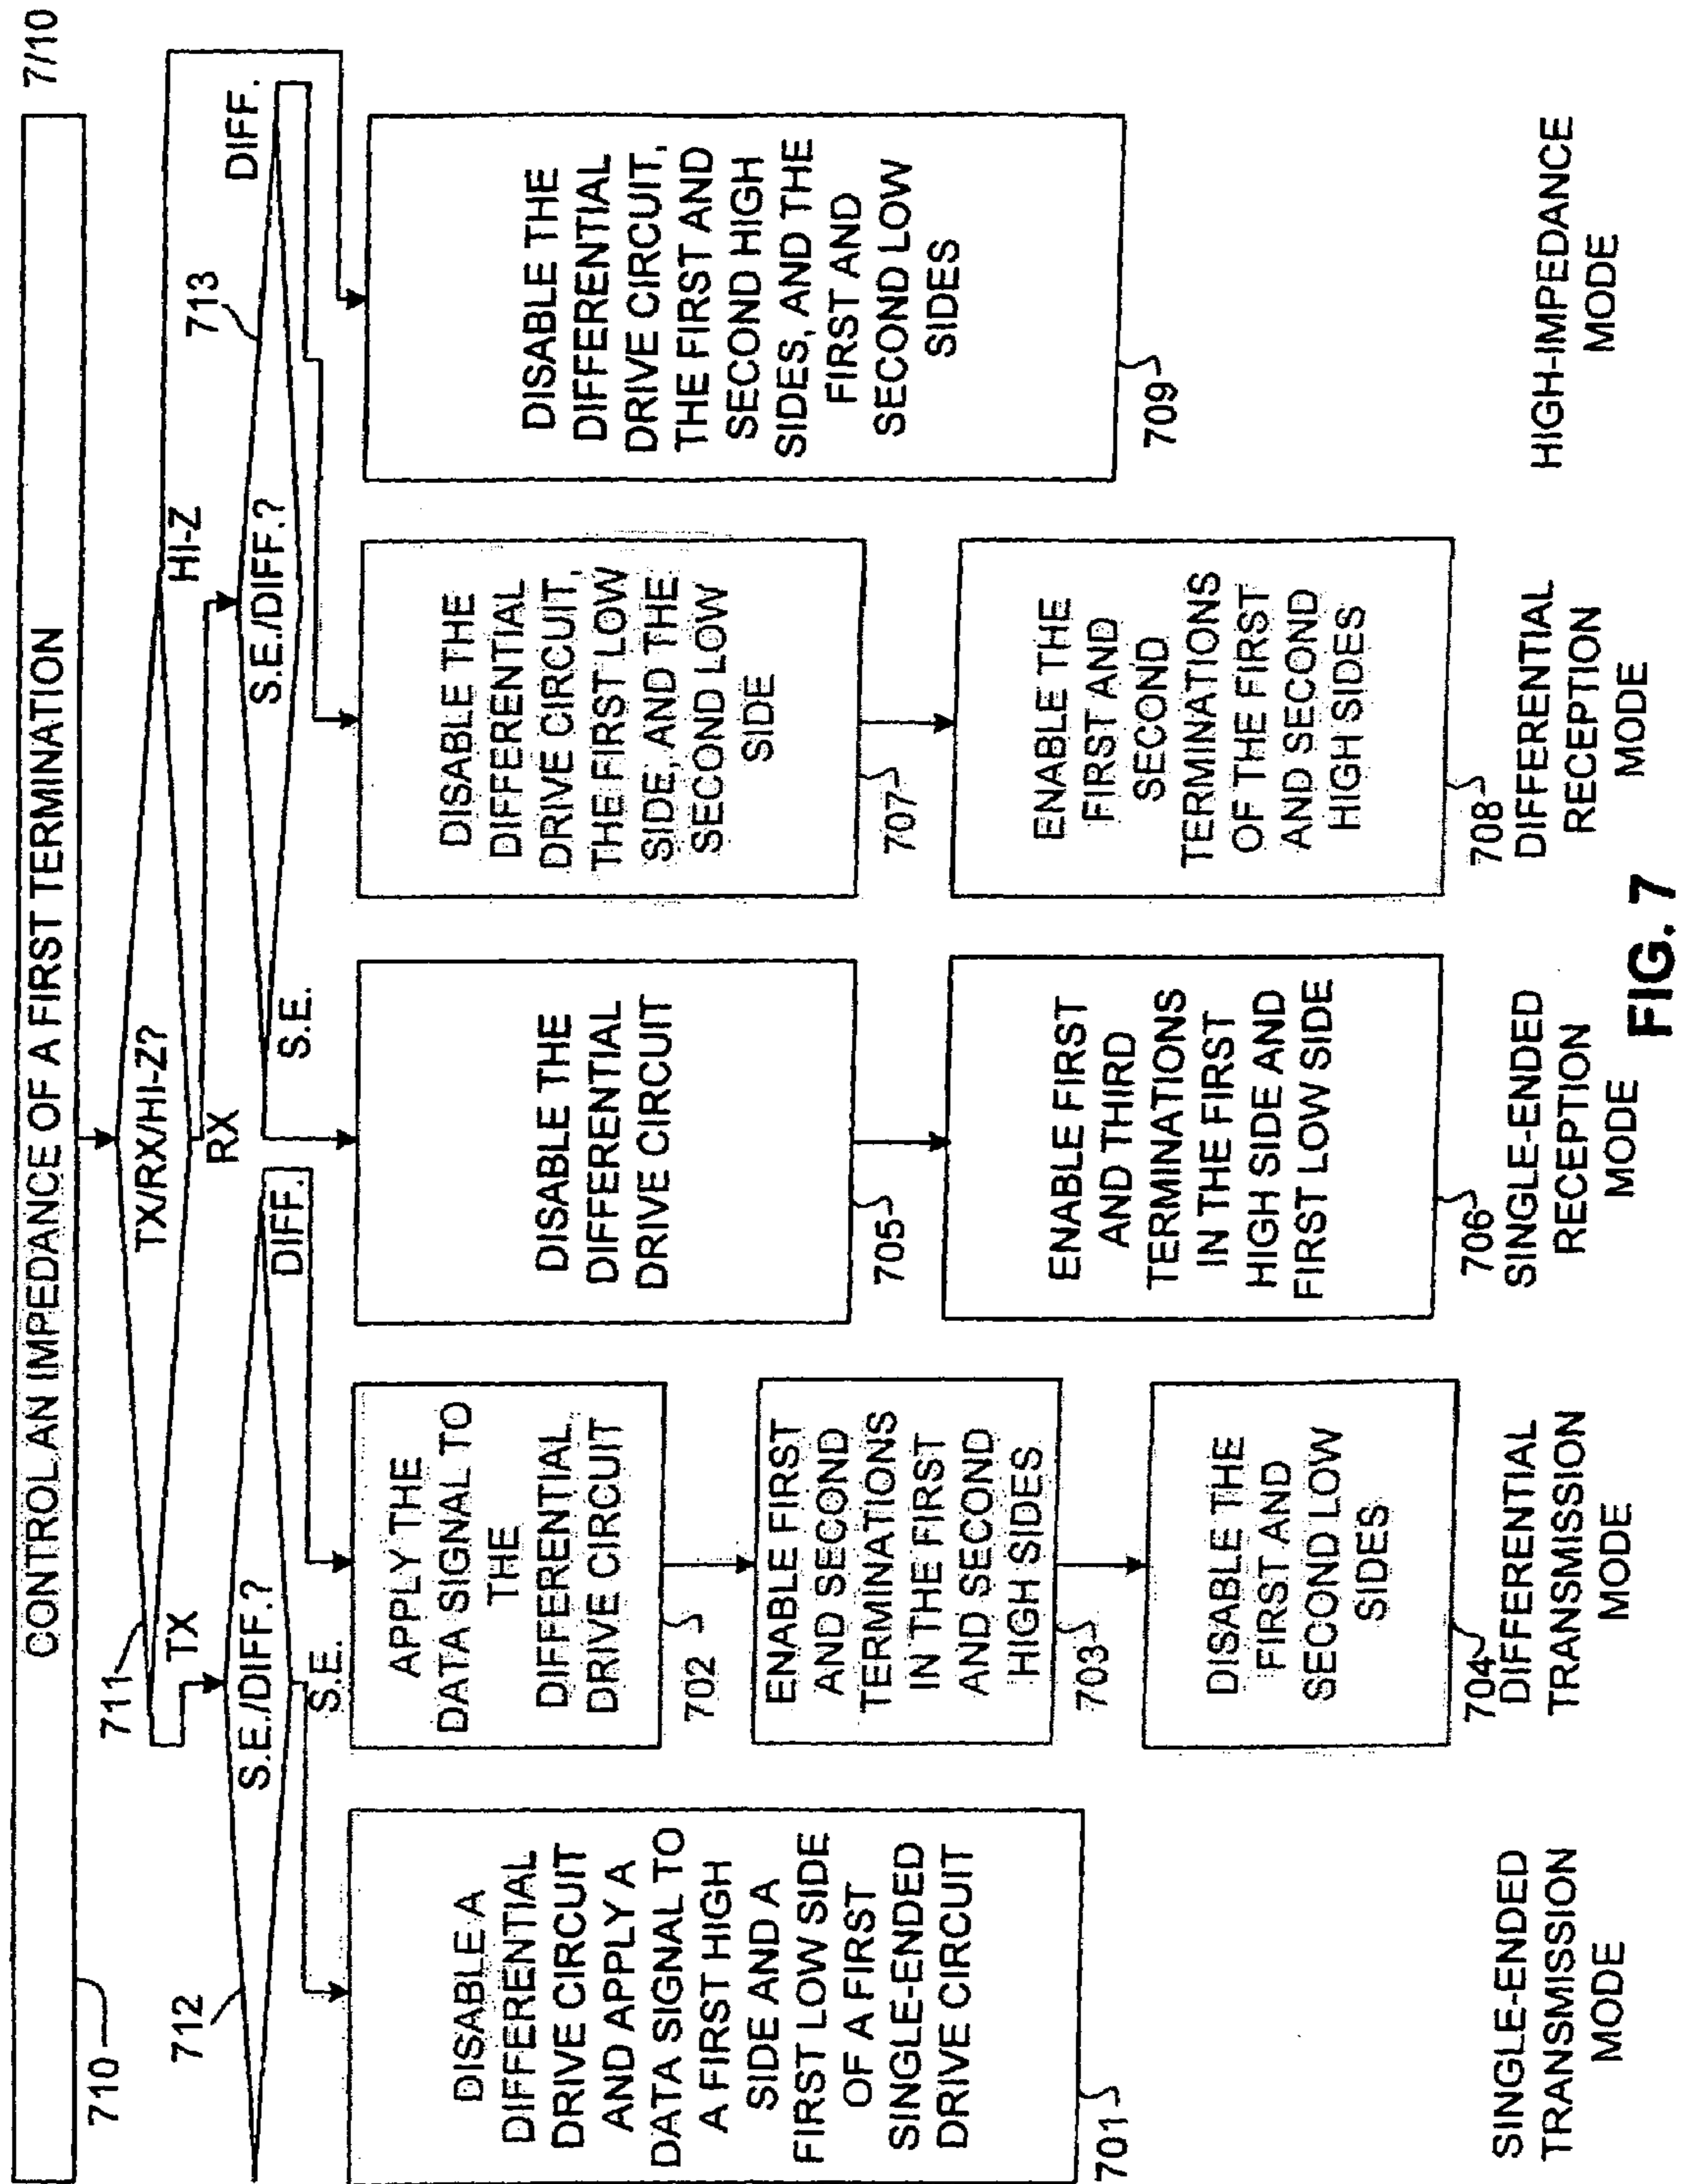 7/10
CONTROL AN IMPEDANCE OF A FIRST TERMINATION
710
711
TX/RX/HI-Z?
TX
RX
HI-Z
712
S.E./DIFF.?
S.E.
DIFF.
713
S.E./DIFF.?
S.E.
DIFF.
DISABLE A
DIFFERENTIAL
DRIVE CIRCUIT
AND APPLY A
DATA SIGNAL TO
A FIRST HIGH
SIDE AND A
FIRST LOW SIDE
OF A FIRST
SINGLE-ENDED
DRIVE CIRCUIT
701
SINGLE-ENDED
TRANSMISSION
MODE
APPLY THE
DATA SIGNAL TO
THE
DIFFERENTIAL
DRIVE CIRCUIT
702
ENABLE FIRST
AND SECOND
TERMINATIONS
IN THE FIRST
AND SECOND
HIGH SIDES
703
DISABLE THE
FIRST AND
SECOND LOW
SIDES
704
DIFFERENTIAL
TRANSMISSION
MODE
DISABLE THE
DIFFERENTIAL
DRIVE CIRCUIT
705
ENABLE FIRST
AND THIRD
TERMINATIONS
IN THE FIRST
HIGH SIDE AND
FIRST LOW SIDE
706
SINGLE-ENDED
RECEPTION
MODE
DISABLE THE
DIFFERENTIAL
DRIVE CIRCUIT,
THE FIRST LOW
SIDE, AND THE
SECOND LOW
SIDE
707
ENABLE THE
FIRST AND
SECOND
TERMINATIONS
OF THE FIRST
AND SECOND
HIGH SIDES
708
DIFFERENTIAL
RECEPTION
MODE
DISABLE THE
DIFFERENTIAL
DRIVE CIRCUIT,
THE FIRST AND
SECOND HIGH
SIDES, AND THE
FIRST AND
SECOND LOW
SIDES
709
HIGH-IMPEDANCE
MODE
FIG. 7